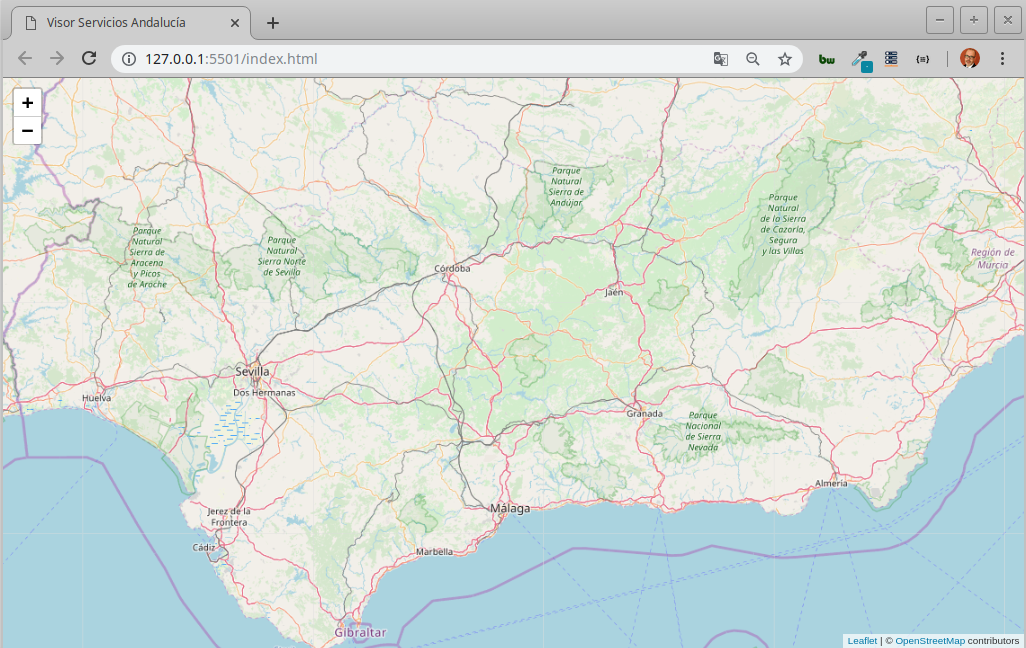 Visor Servicios Andalucía
127.0.0.1:5501/index.html
bw
+
−
Parque
Natural
Sierra de
Andújar
Parque
Natural
de la Sierra
de Cazorla,
Segura
y las Villas
Parque
Natural
Sierra de
Aracena
y Picos
de Aroche
Parque
Natural
Sierra Norte
de Sevilla
Región de
Murcia
Córdoba
Jaén
Sevilla
Dos Hermanas
Huelva
Granada
Parque
Nacional
de Sierra
Nevada
Almería
Jerez de la
Frontera
Málaga
Cádiz
Marbella
Gibraltar
Leaflet | © OpenStreetMap contributors